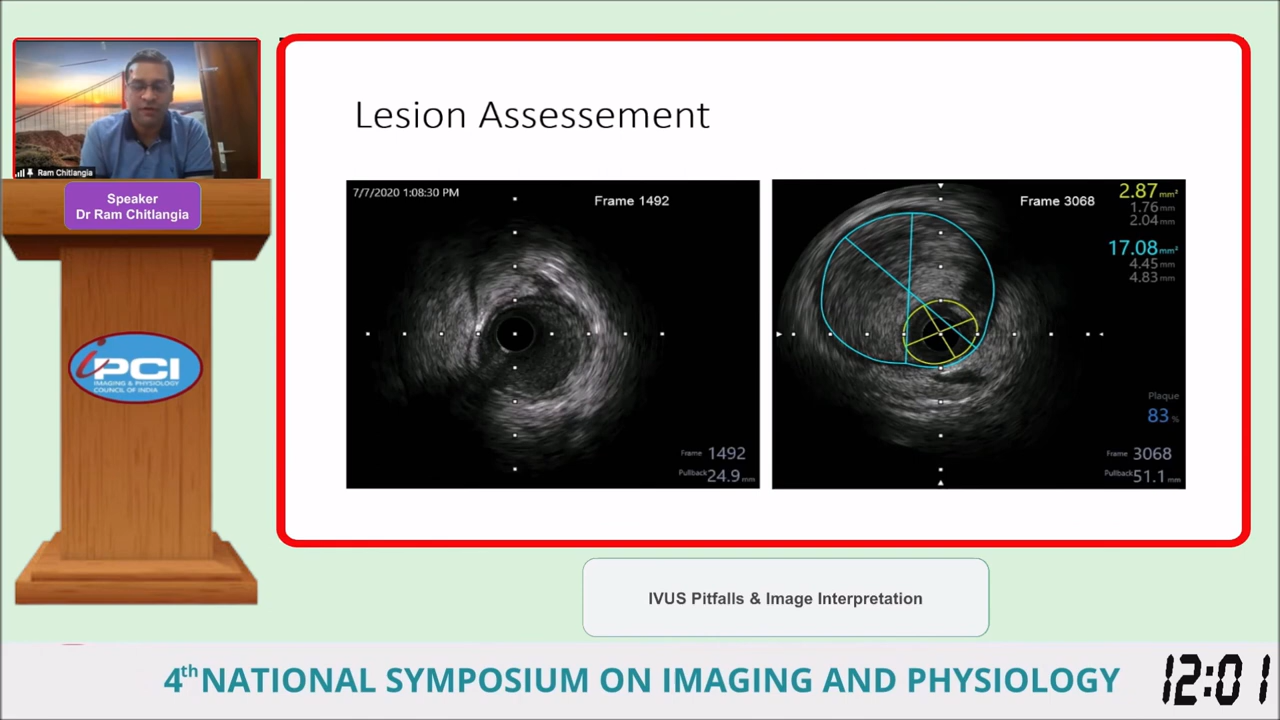 Ram Chitlangia
Speaker
Dr Ram Chitlangia
iPCI
IMAGING & PHYSIOLOGY
COUNCIL OF INDIA
Lesion Assessement
7/7/2020 1:08:30 PM
Frame 1492
Frame 1492
Pullback 24.9 mm
Frame 3068
2.87 mm²
1.76 mm
2.04 mm
17.08 mm²
4.45 mm
4.83 mm
Plaque
83 %
Frame 3068
Pullback 51.1 mm
IVUS Pitfalls & Image Interpretation
4th NATIONAL SYMPOSIUM ON IMAGING AND PHYSIOLOGY
12:01